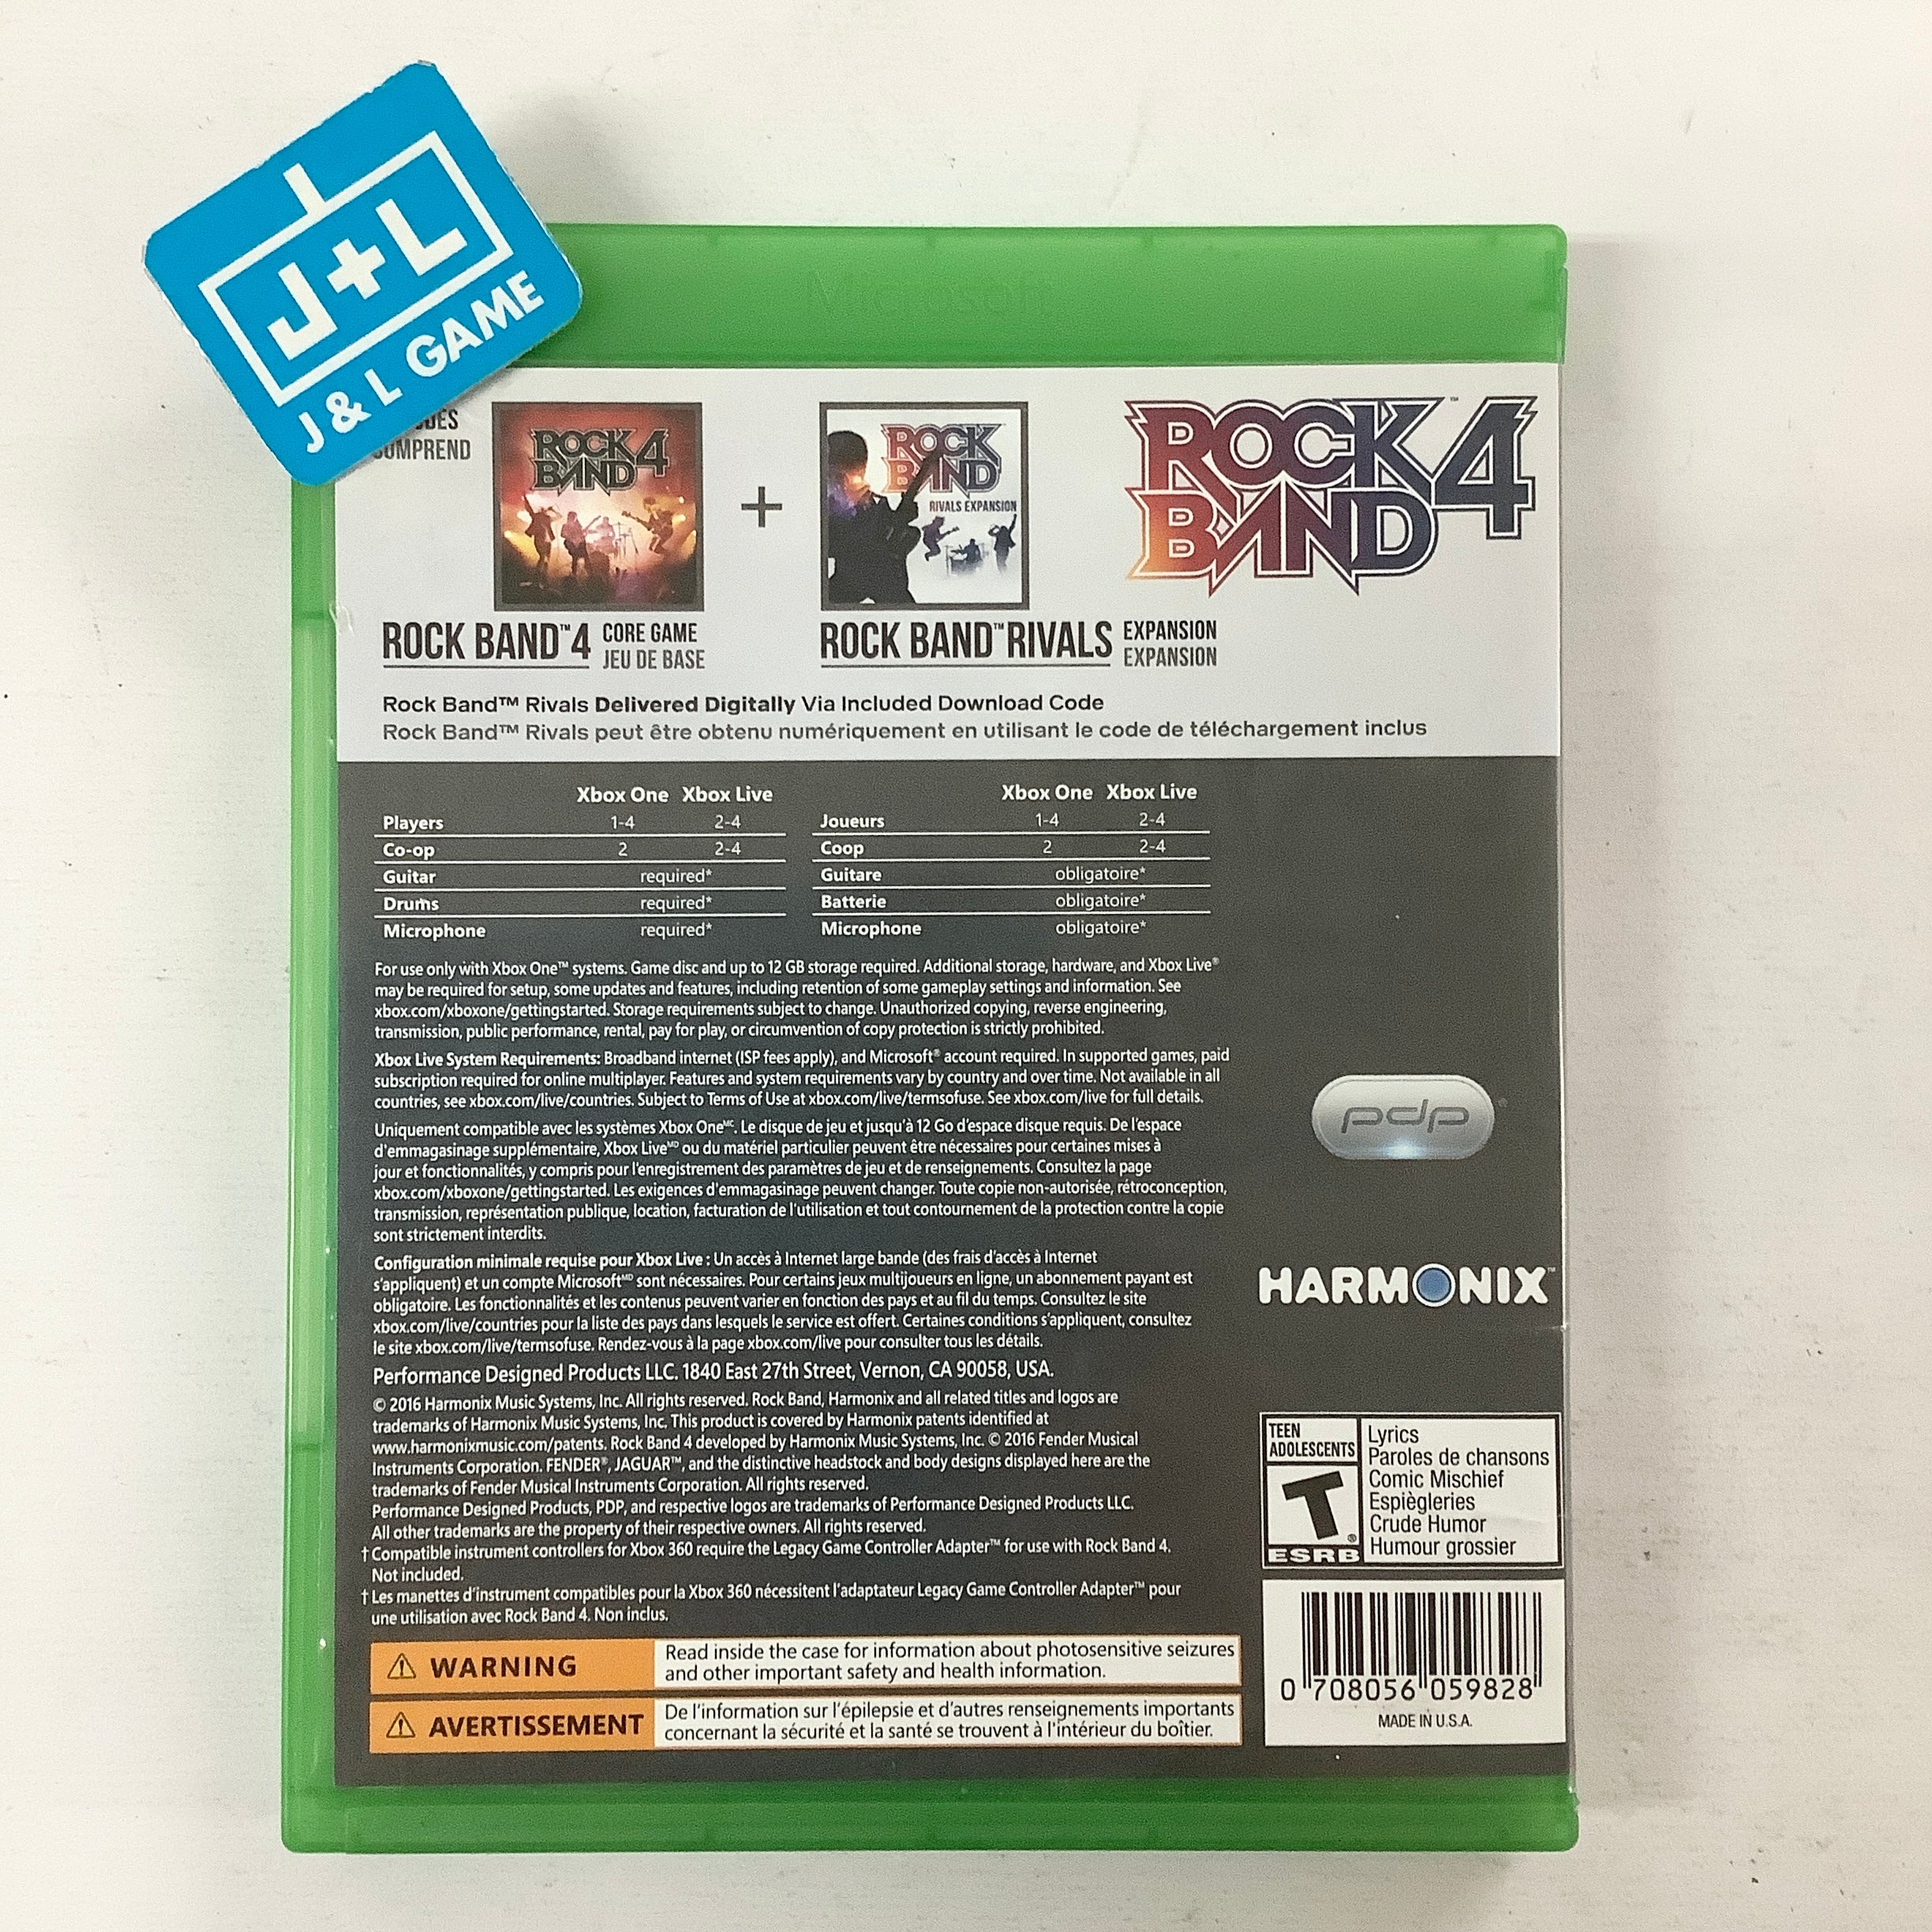 J+L
J & L GAME
ROCK BAND 4
+
ROCK BAND
RIVALS EXPANSION
ROCK BAND 4™
ROCK BAND™4 CORE GAME
JEU DE BASE
ROCK BAND™RIVALS EXPANSION
EXPANSION
Rock Band™ Rivals Delivered Digitally Via Included Download Code
Rock Band™ Rivals peut être obtenu numériquement en utilisant le code de téléchargement inclus
Xbox One Xbox Live
Players 1-4 2-4
Co-op 2 2-4
Guitar required*
Drums required*
Microphone required*
Xbox One Xbox Live
Joueurs 1-4 2-4
Coop 2 2-4
Guitare obligatoire*
Batterie obligatoire*
Microphone obligatoire*
For use only with Xbox One™ systems. Game disc and up to 12 GB storage required. Additional storage, hardware, and Xbox Live®
may be required for setup, some updates and features, including retention of some gameplay settings and information. See
xbox.com/xboxone/gettingstarted. Storage requirements subject to change. Unauthorized copying, reverse engineering,
transmission, public performance, rental, pay for play, or circumvention of copy protection is strictly prohibited.
Xbox Live System Requirements: Broadband internet (ISP fees apply), and Microsoft® account required. In supported games, paid
subscription required for online multiplayer. Features and system requirements vary by country and over time. Not available in all
countries, see xbox.com/live/countries. Subject to Terms of Use at xbox.com/live/termsofuse. See xbox.com/live for full details.
Uniquement compatible avec les systèmes Xbox Oneᴹᶜ. Le disque de jeu et jusqu'à 12 Go d'espace disque requis. De l'espace
d'emmagasinage supplémentaire, Xbox Liveᴹᴰ ou du matériel particulier peuvent être nécessaires pour certaines mises à
jour et fonctionnalités, y compris pour l'enregistrement des paramètres de jeu et de renseignements. Consultez la page
xbox.com/xboxone/gettingstarted. Les exigences d'emmagasinage peuvent changer. Toute copie non-autorisée, rétroconception,
transmission, représentation publique, location, facturation de l'utilisation et tout contournement de la protection contre la copie
sont strictement interdits.
Configuration minimale requise pour Xbox Live : Un accès à Internet large bande (des frais d'accès à Internet
s'appliquent) et un compte Microsoftᴹᴰ sont nécessaires. Pour certains jeux multijoueurs en ligne, un abonnement payant est
obligatoire. Les fonctionnalités et les contenus peuvent varier en fonction des pays et au fil du temps. Consultez le site
xbox.com/live/countries pour la liste des pays dans lesquels le service est offert. Certaines conditions s'appliquent, consultez
le site xbox.com/live/termsofuse. Rendez-vous à la page xbox.com/live pour consulter tous les détails.
Performance Designed Products LLC. 1840 East 27th Street, Vernon, CA 90058, USA.
© 2016 Harmonix Music Systems, Inc. All rights reserved. Rock Band, Harmonix and all related titles and logos are
trademarks of Harmonix Music Systems, Inc. This product is covered by Harmonix patents identified at
www.harmonixmusic.com/patents. Rock Band 4 developed by Harmonix Music Systems, Inc. © 2016 Fender Musical
Instruments Corporation. FENDER®, JAGUAR™, and the distinctive headstock and body designs displayed here are the
trademarks of Fender Musical Instruments Corporation. All rights reserved.
Performance Designed Products, PDP, and respective logos are trademarks of Performance Designed Products LLC.
All other trademarks are the property of their respective owners. All rights reserved.
† Compatible instrument controllers for Xbox 360 require the Legacy Game Controller Adapter™ for use with Rock Band 4.
Not included.
† Les manettes d'instrument compatibles pour la Xbox 360 nécessitent l'adaptateur Legacy Game Controller Adapter™ pour
une utilisation avec Rock Band 4. Non inclus.
pdp®
HARMONIX™
TEEN
ADOLESCENTS
T®
ESRB
Lyrics
Paroles de chansons
Comic Mischief
Espiègleries
Crude Humor
Humour grossier
⚠ WARNING
Read inside the case for information about photosensitive seizures
and other important safety and health information.
⚠ AVERTISSEMENT
De l'information sur l'épilepsie et d'autres renseignements importants
concernant la sécurité et la santé se trouvent à l'intérieur du boîtier.
0 708056 059828
MADE IN U.S.A.